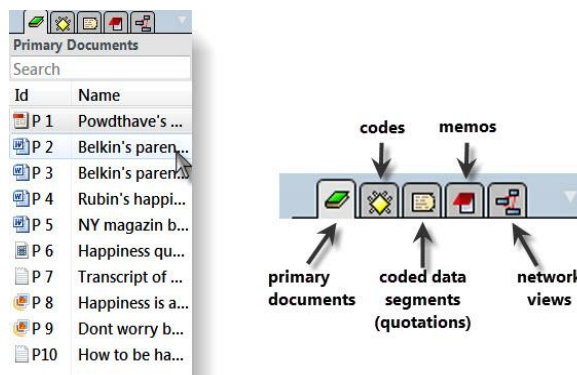 Primary Documents
Search
Id Name
P 1 Powdthave's ...
P 2 Belkin's paren...
P 3 Belkin's paren...
P 4 Rubin's happi...
P 5 NY magazin b...
P 6 Happiness qu...
P 7 Transcript of ...
P 8 Happiness is a...
P 9 Dont worry b...
P10 How to be ha...
codes memos
primary documents
coded data segments (quotations)
network views